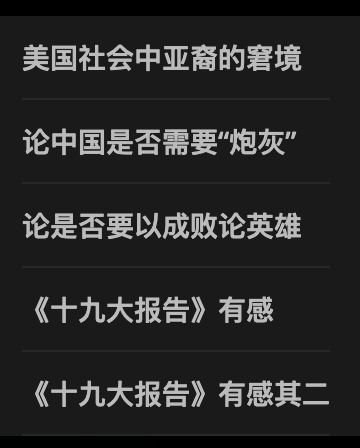 美国社会中亚裔的窘境
论中国是否需要“炮灰”
论是否要以成败论英雄
《十九大报告》有感
《十九大报告》有感其二